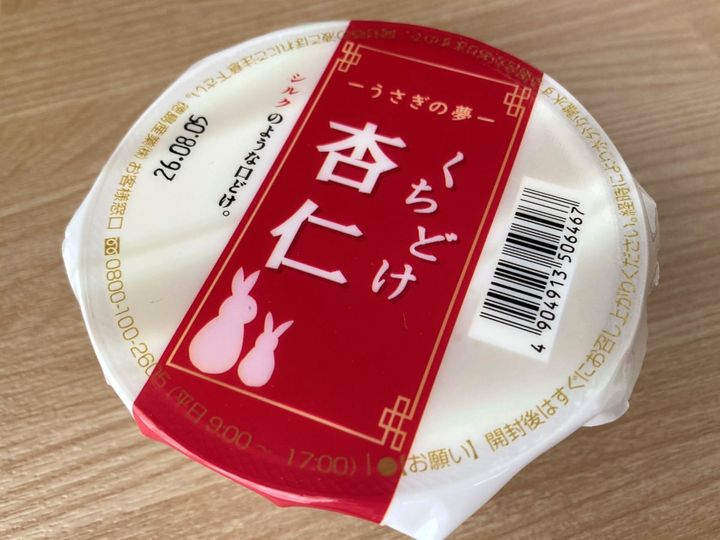 ーうさぎの夢ー
くちどけ
杏仁
シルクのような口どけ。
26.08.05
4 904913 506467
お客様窓口 0800-100-2605 (平日 9:00～17:00)
●【お願い】開封後はすぐにお召し上がりください。